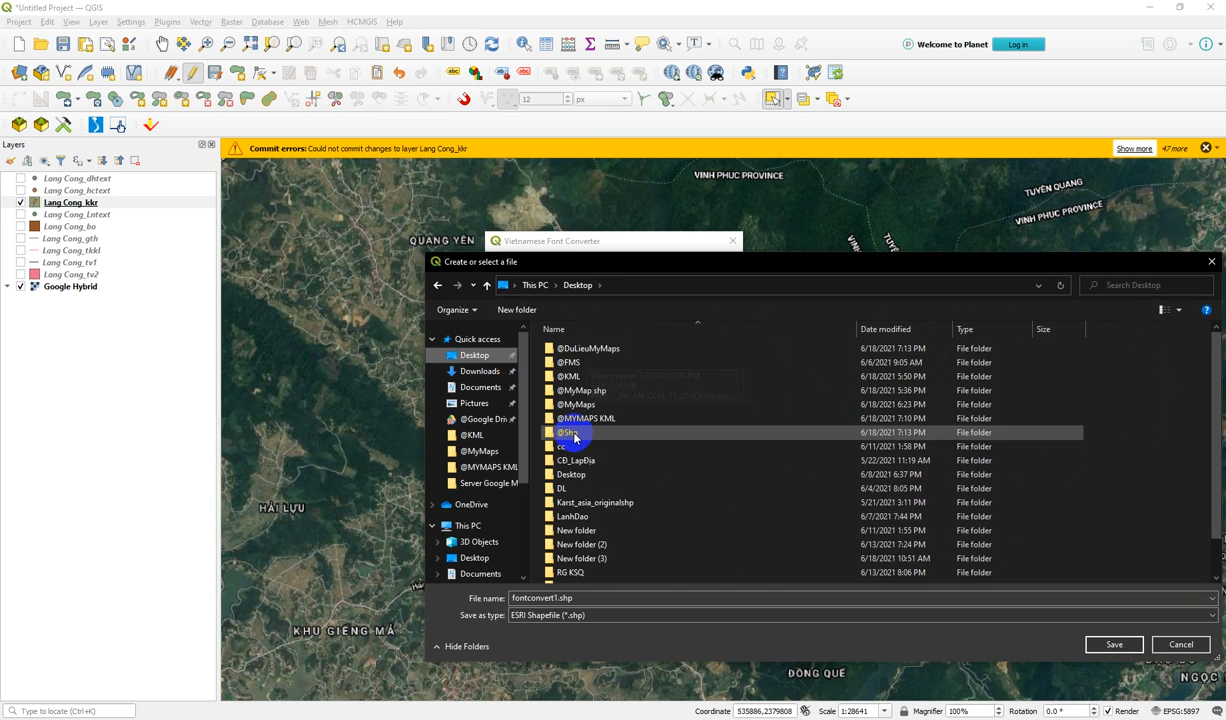 *Untitled Project — QGIS
Project Edit View Layer Settings Plugins Vector Raster Database Web Mesh HCMGIS Help
Welcome to Planet Log in
abc abc abc
12 px
Layers
Commit errors: Could not commit changes to layer Lang Cong_kkr Show more 47 more
Lang Cong_dhtext
Lang Cong_hctext
Lang Cong_kkr
Lang Cong_Lntext
Lang Cong_bo
Lang Cong_gth
Lang Cong_tkkl
Lang Cong_tv1
Lang Cong_tv2
Google Hybrid
VINH PHUC PROVINCE
TUYÊN QUANG
VINH PHUC PROVINCE
QUANG YÊN
HẢI LỰU
KHU GIẾNG MẢ
ĐỒNG QUẾ
NGỌC
Vietnamese Font Converter
Create or select a file
This PC Desktop
Search Desktop
Organize New folder
Quick access
Desktop
Downloads
Documents
Pictures
@Google Driv
@KML
@MyMaps
@MYMAPS KML
Server Google M
OneDrive
This PC
3D Objects
Desktop
Documents
Name Date modified Type Size
@DuLieuMyMaps 6/18/2021 7:13 PM File folder
@FMS 6/6/2021 9:05 AM File folder
@KML 6/18/2021 5:50 PM File folder
@MyMap shp 6/18/2021 5:36 PM File folder
@MyMaps 6/18/2021 6:23 PM File folder
@MYMAPS KML 6/18/2021 7:10 PM File folder
@Shp 6/18/2021 7:13 PM File folder
cc 6/11/2021 1:58 PM File folder
CĐ_LapĐia 5/22/2021 11:19 AM File folder
Desktop 6/8/2021 6:37 PM File folder
DL 6/4/2021 8:05 PM File folder
Karst_asia_originalshp 5/21/2021 3:11 PM File folder
LanhDao 6/7/2021 7:44 PM File folder
New folder 6/11/2021 1:55 PM File folder
New folder (2) 6/13/2021 7:24 PM File folder
New folder (3) 6/18/2021 10:51 AM File folder
RG KSQ 6/13/2021 8:06 PM File folder
File name: fontconvert1.shp
Save as type: ESRI Shapefile (*.shp)
Hide Folders Save Cancel
Type to locate (Ctrl+K) Coordinate 535886,2379808 Scale 1:28641 Magnifier 100% Rotation 0.0 ° Render EPSG:5897